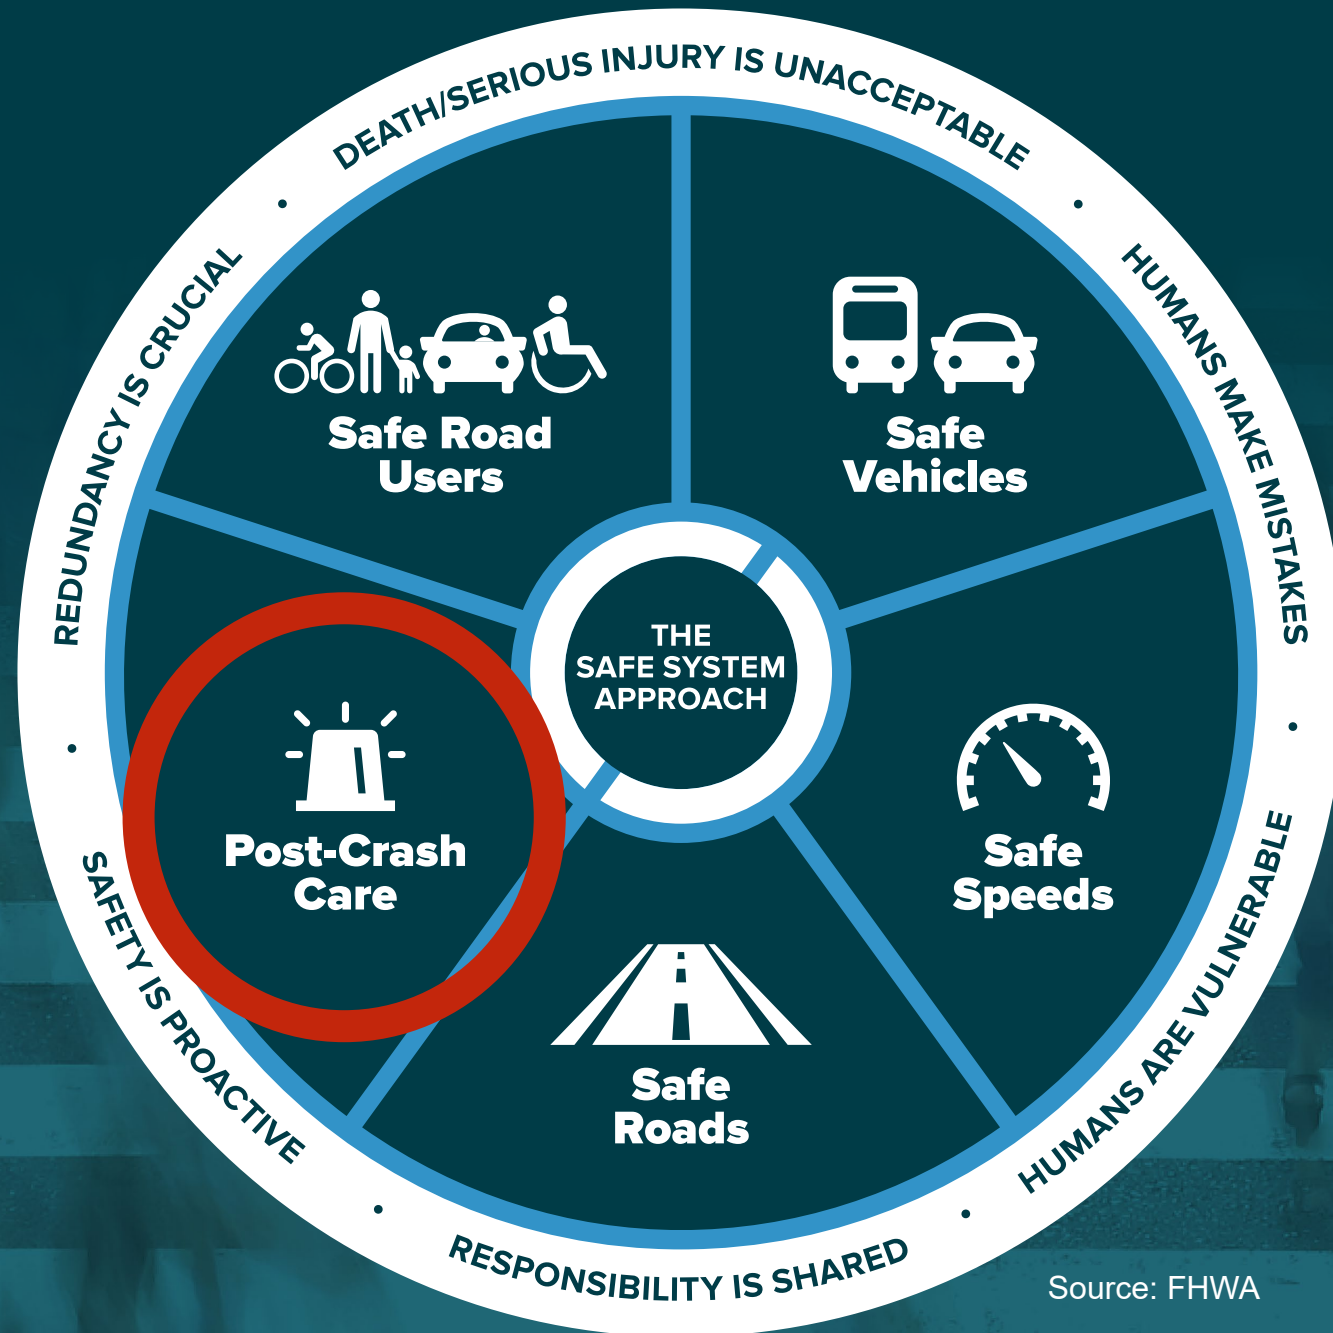 DEATH/SERIOUS INJURY IS UNACCEPTABLE
HUMANS MAKE MISTAKES
HUMANS ARE VULNERABLE
RESPONSIBILITY IS SHARED
SAFETY IS PROACTIVE
REDUNDANCY IS CRUCIAL
Safe Road
Users
Safe
Vehicles
THE
SAFE SYSTEM
APPROACH
Post-Crash
Care
Safe
Speeds
Safe
Roads
Source: FHWA